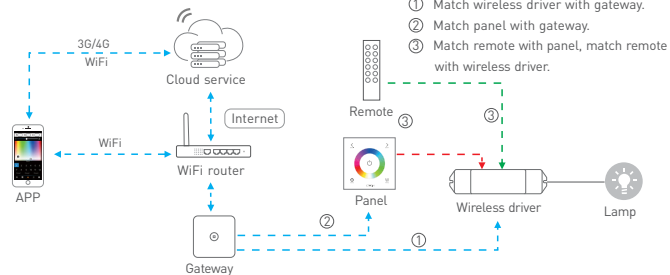 ① Match wireless driver with gateway.
② Match panel with gateway.
③ Match remote with panel, match remote
with wireless driver.
3G/4G
WiFi
Cloud service
Internet
Remote
③
③
WiFi
WiFi router
APP
Panel
Wireless driver
Lamp
②
①
Gateway